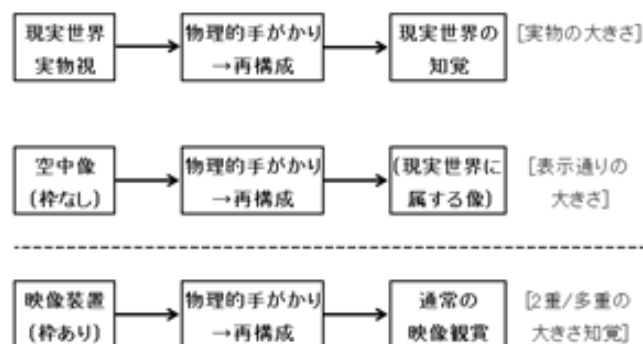 現実世界
実物視
物理的手がかり
→再構成
現実世界の
知覚
[実物の大きさ]
空中像
(枠なし)
物理的手がかり
→再構成
(現実世界に
属する像)
[表示通りの
大きさ]
映像装置
(枠あり)
物理的手がかり
→再構成
通常の
映像観賞
[2重/多重の
大きさ知覚]